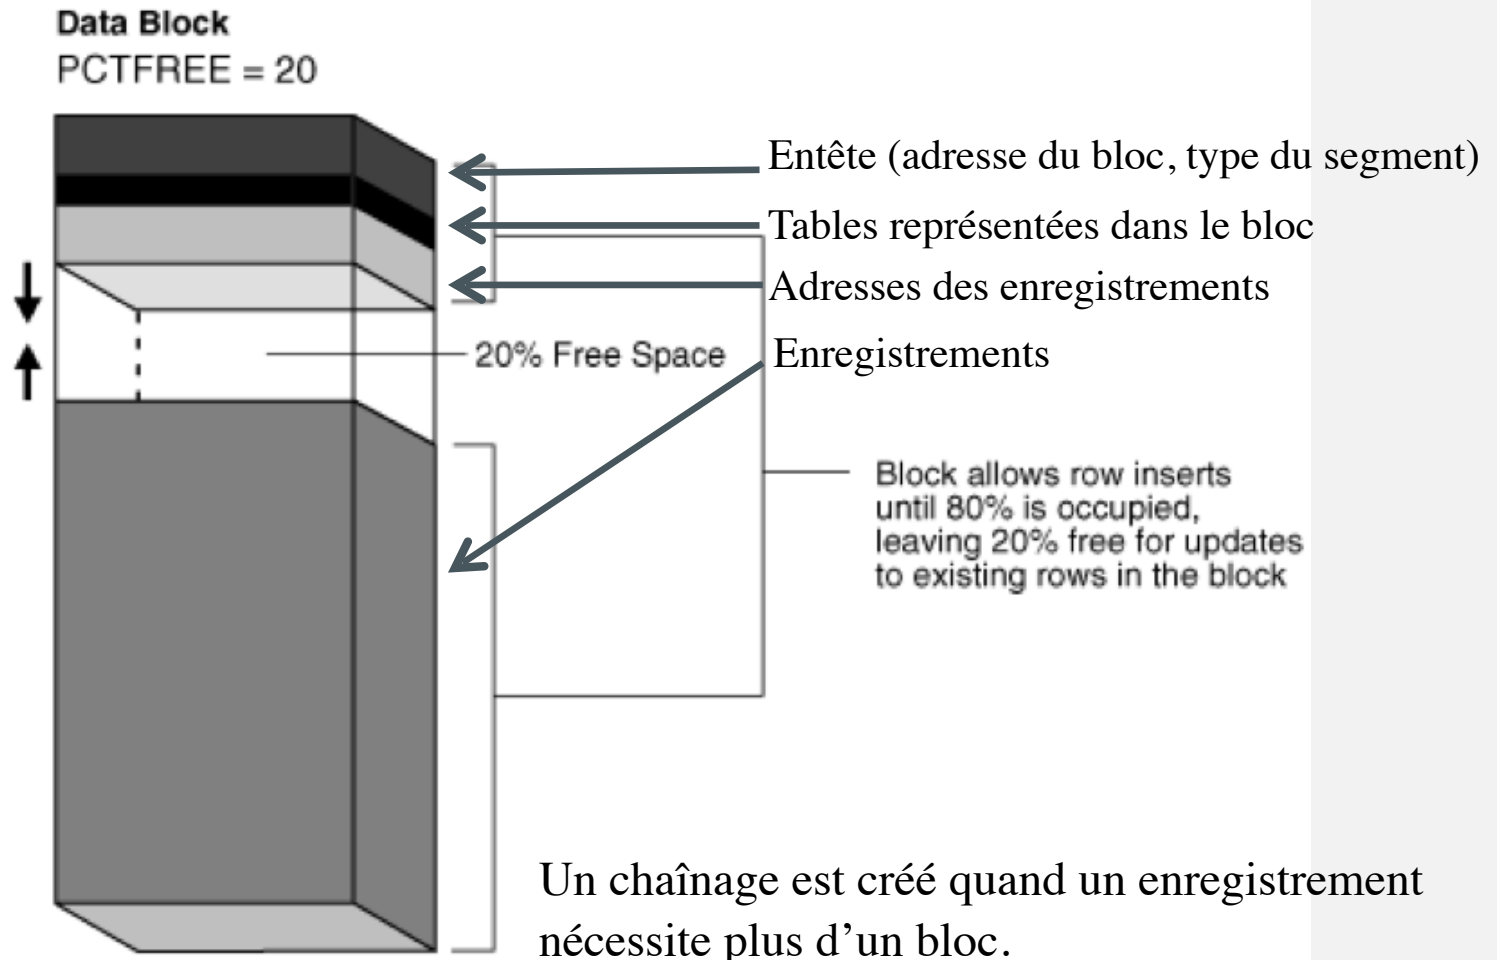 Data Block
PCTFREE = 20
Entête (adresse du bloc, type du segment)
Tables représentées dans le bloc
Adresses des enregistrements
20% Free Space
Enregistrements
Block allows row inserts
until 80% is occupied,
leaving 20% free for updates
to existing rows in the block
Un chaînage est créé quand un enregistrement
nécessite plus d’un bloc.